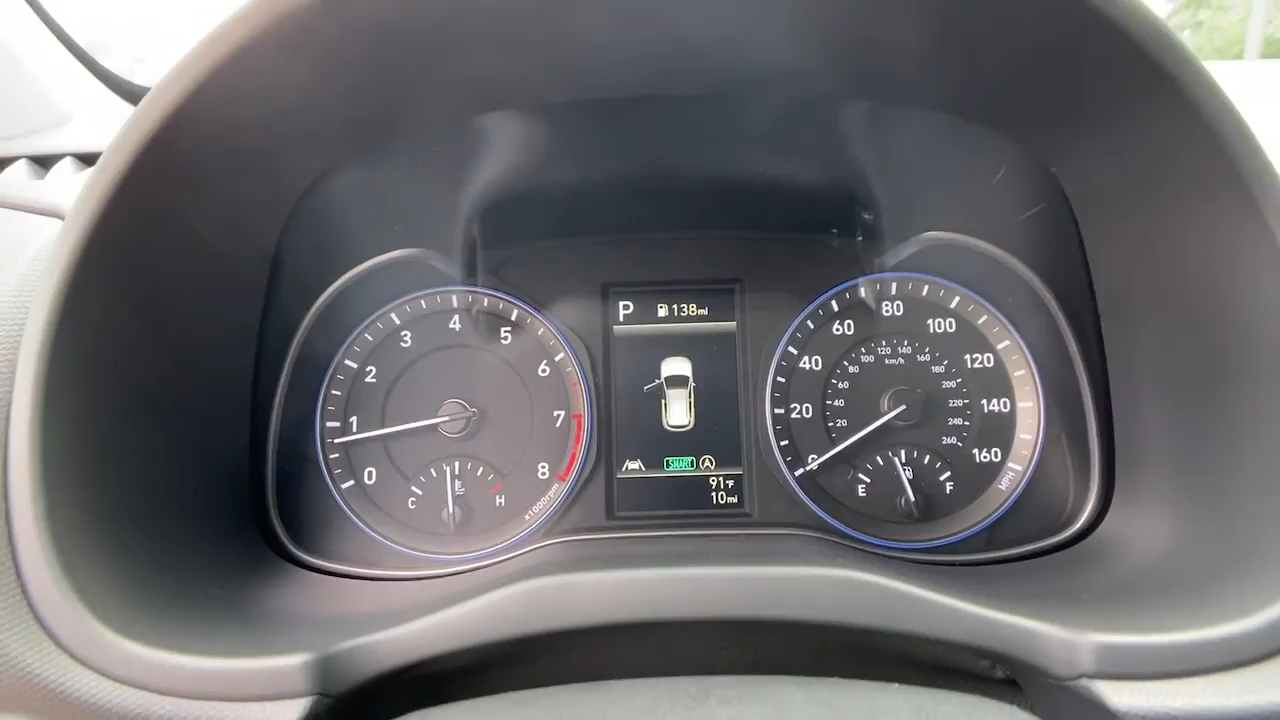 P 138mi
SMART A
91°F
10mi
0 1 2 3 4 5 6 7 8
x1000rpm
C H
0 20 40 60 80 100 120 140 160
MPH
20 40 60 80 100 120 140 160 180 200 220 240 260
km/h
E F